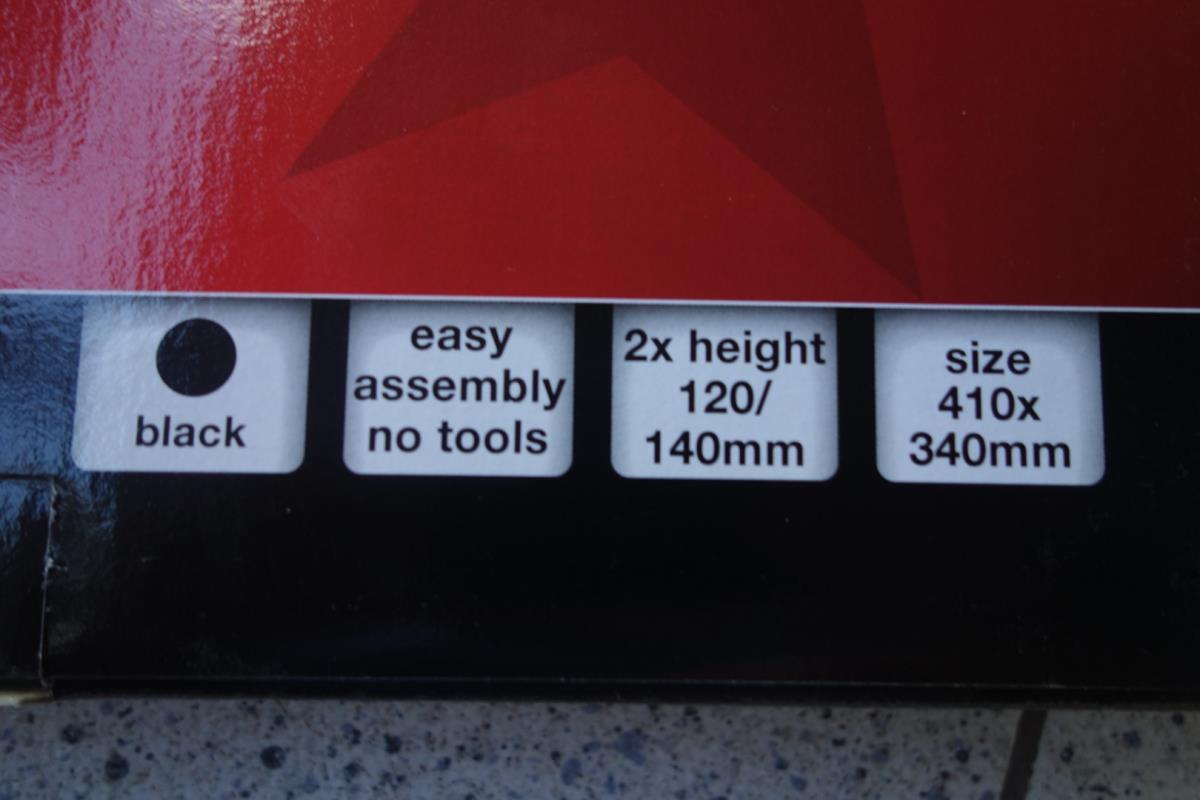 black
easy
assembly
no tools
2x height
120/
140mm
size
410x
340mm